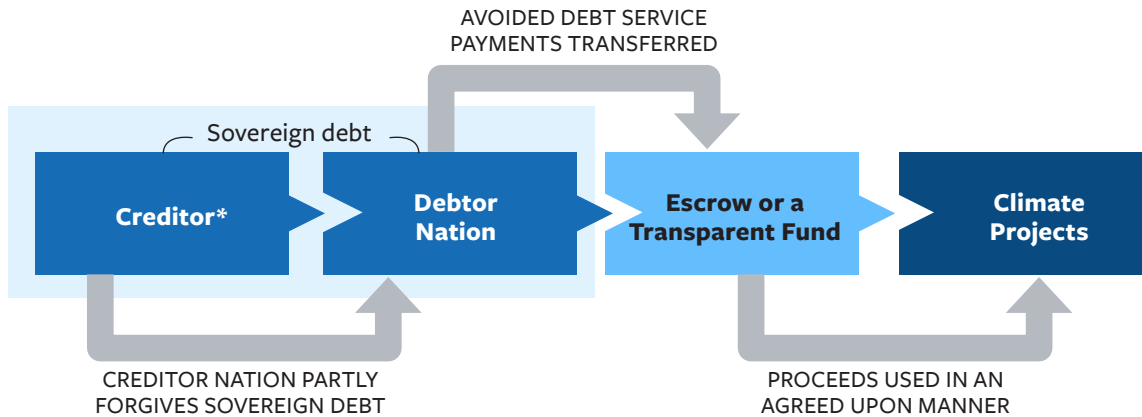 AVOIDED DEBT SERVICE
PAYMENTS TRANSFERRED
Sovereign debt
Creditor*
Debtor
Nation
Escrow or a
Transparent Fund
Climate
Projects
CREDITOR NATION PARTLY
FORGIVES SOVEREIGN DEBT
PROCEEDS USED IN AN
AGREED UPON MANNER